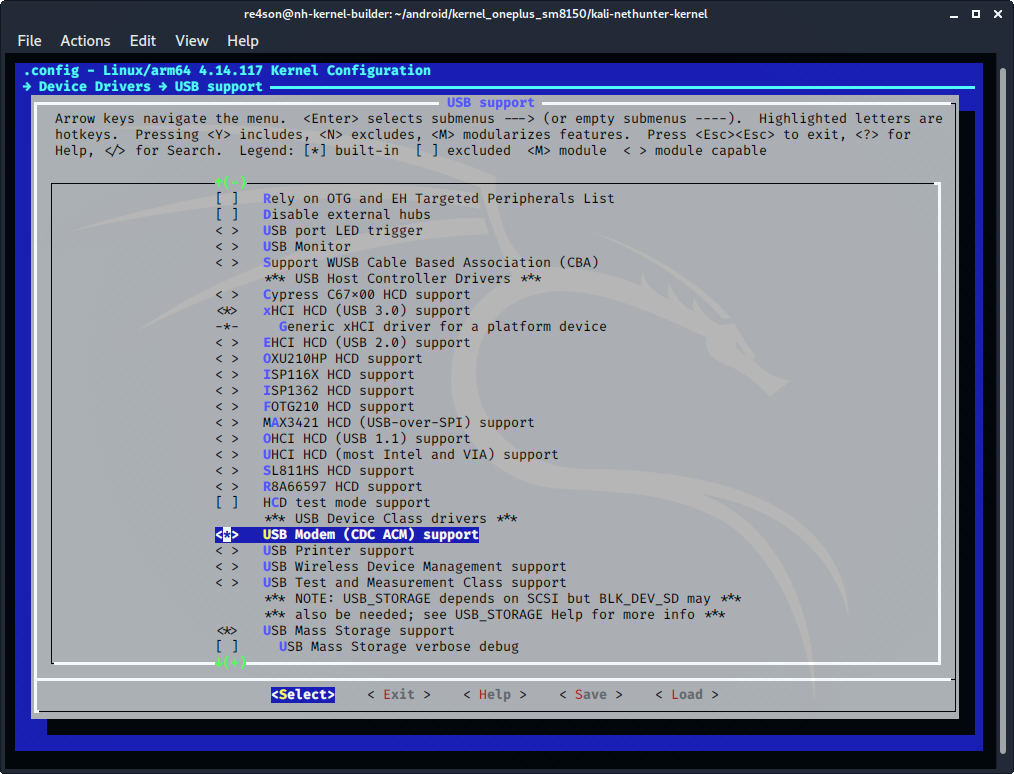 re4son@nh-kernel-builder: ~/android/kernel_oneplus_sm8150/kali-nethunter-kernel
File Actions Edit View Help
.config - Linux/arm64 4.14.117 Kernel Configuration
→ Device Drivers → USB support
USB support
Arrow keys navigate the menu. <Enter> selects submenus ---> (or empty submenus ----). Highlighted letters are
hotkeys. Pressing <Y> includes, <N> excludes, <M> modularizes features. Press <Esc><Esc> to exit, <?> for
Help, </> for Search. Legend: [*] built-in [ ] excluded <M> module < > module capable
↑(-)
[ ] Rely on OTG and EH Targeted Peripherals List
[ ] Disable external hubs
< > USB port LED trigger
< > USB Monitor
< > Support WUSB Cable Based Association (CBA)
*** USB Host Controller Drivers ***
< > Cypress C67x00 HCD support
<*> xHCI HCD (USB 3.0) support
-*- Generic xHCI driver for a platform device
< > EHCI HCD (USB 2.0) support
< > OXU210HP HCD support
< > ISP116X HCD support
< > ISP1362 HCD support
< > FOTG210 HCD support
< > MAX3421 HCD (USB-over-SPI) support
< > OHCI HCD (USB 1.1) support
< > UHCI HCD (most Intel and VIA) support
< > SL811HS HCD support
< > R8A66597 HCD support
[ ] HCD test mode support
*** USB Device Class drivers ***
<*> USB Modem (CDC ACM) support
< > USB Printer support
< > USB Wireless Device Management support
< > USB Test and Measurement Class support
*** NOTE: USB_STORAGE depends on SCSI but BLK_DEV_SD may ***
*** also be needed; see USB_STORAGE Help for more info ***
<*> USB Mass Storage support
[ ] USB Mass Storage verbose debug
↓(+)
<Select> < Exit > < Help > < Save > < Load >